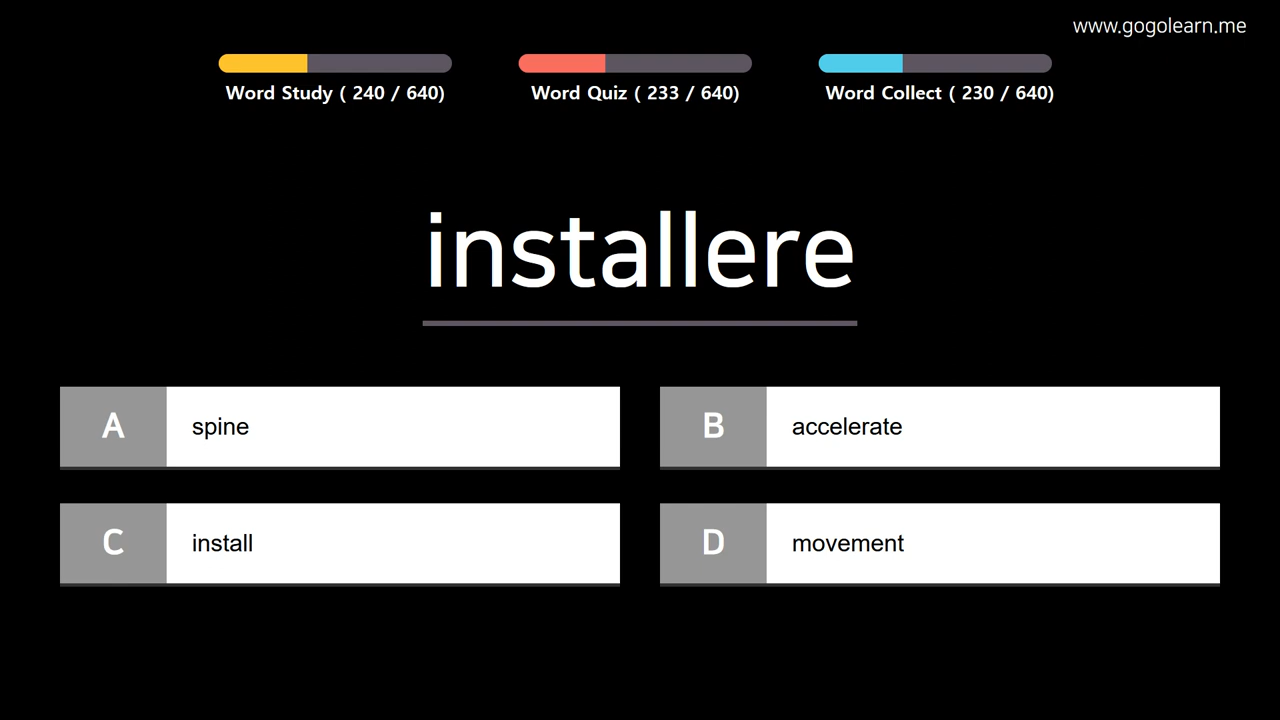 www.gogolearn.me
Word Study ( 240 / 640)
Word Quiz ( 233 / 640)
Word Collect ( 230 / 640)
installere
A spine
B accelerate
C install
D movement